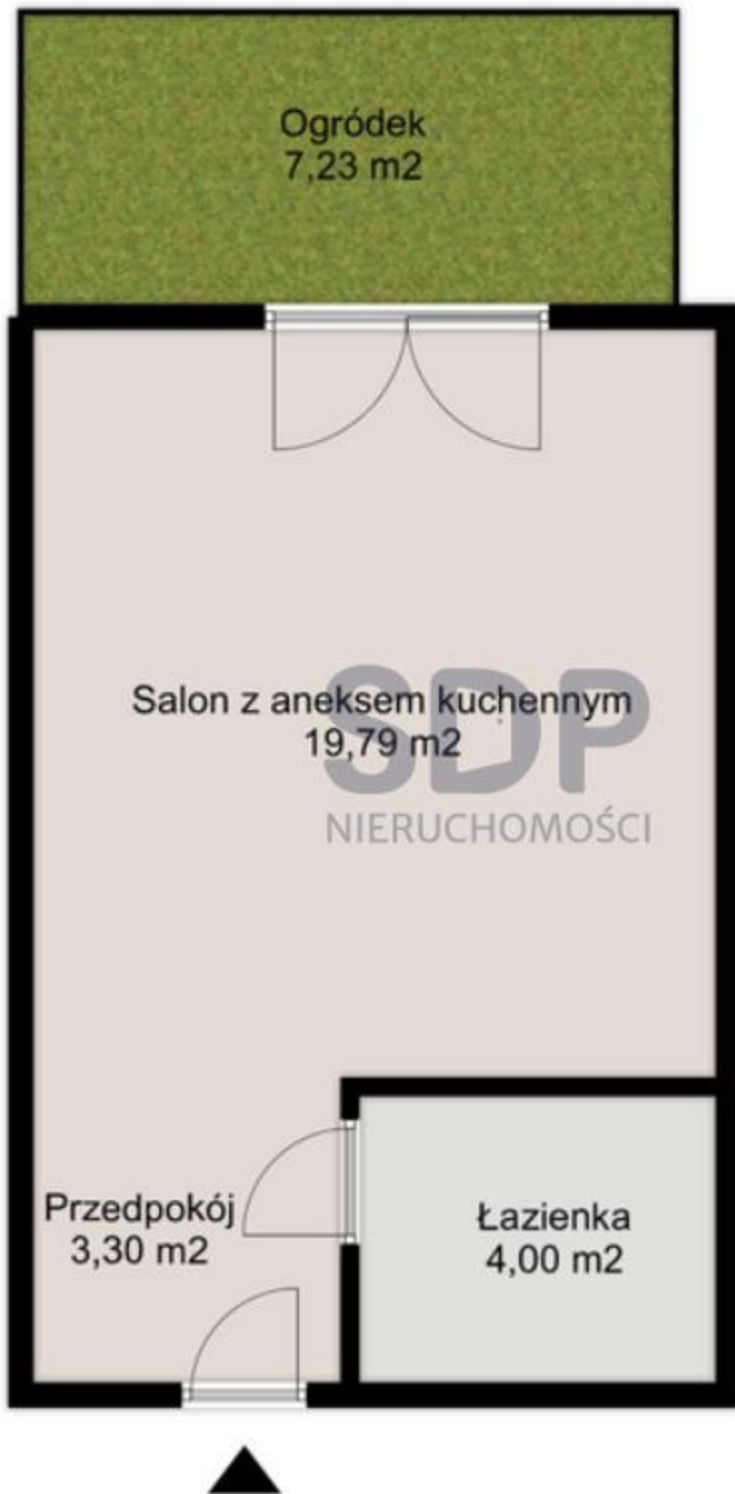 Ogródek
7,23 m2
Salon z aneksem kuchennym
19,79 m2
SDP
NIERUCHOMOŚCI
Przedpokój
3,30 m2
Łazienka
4,00 m2